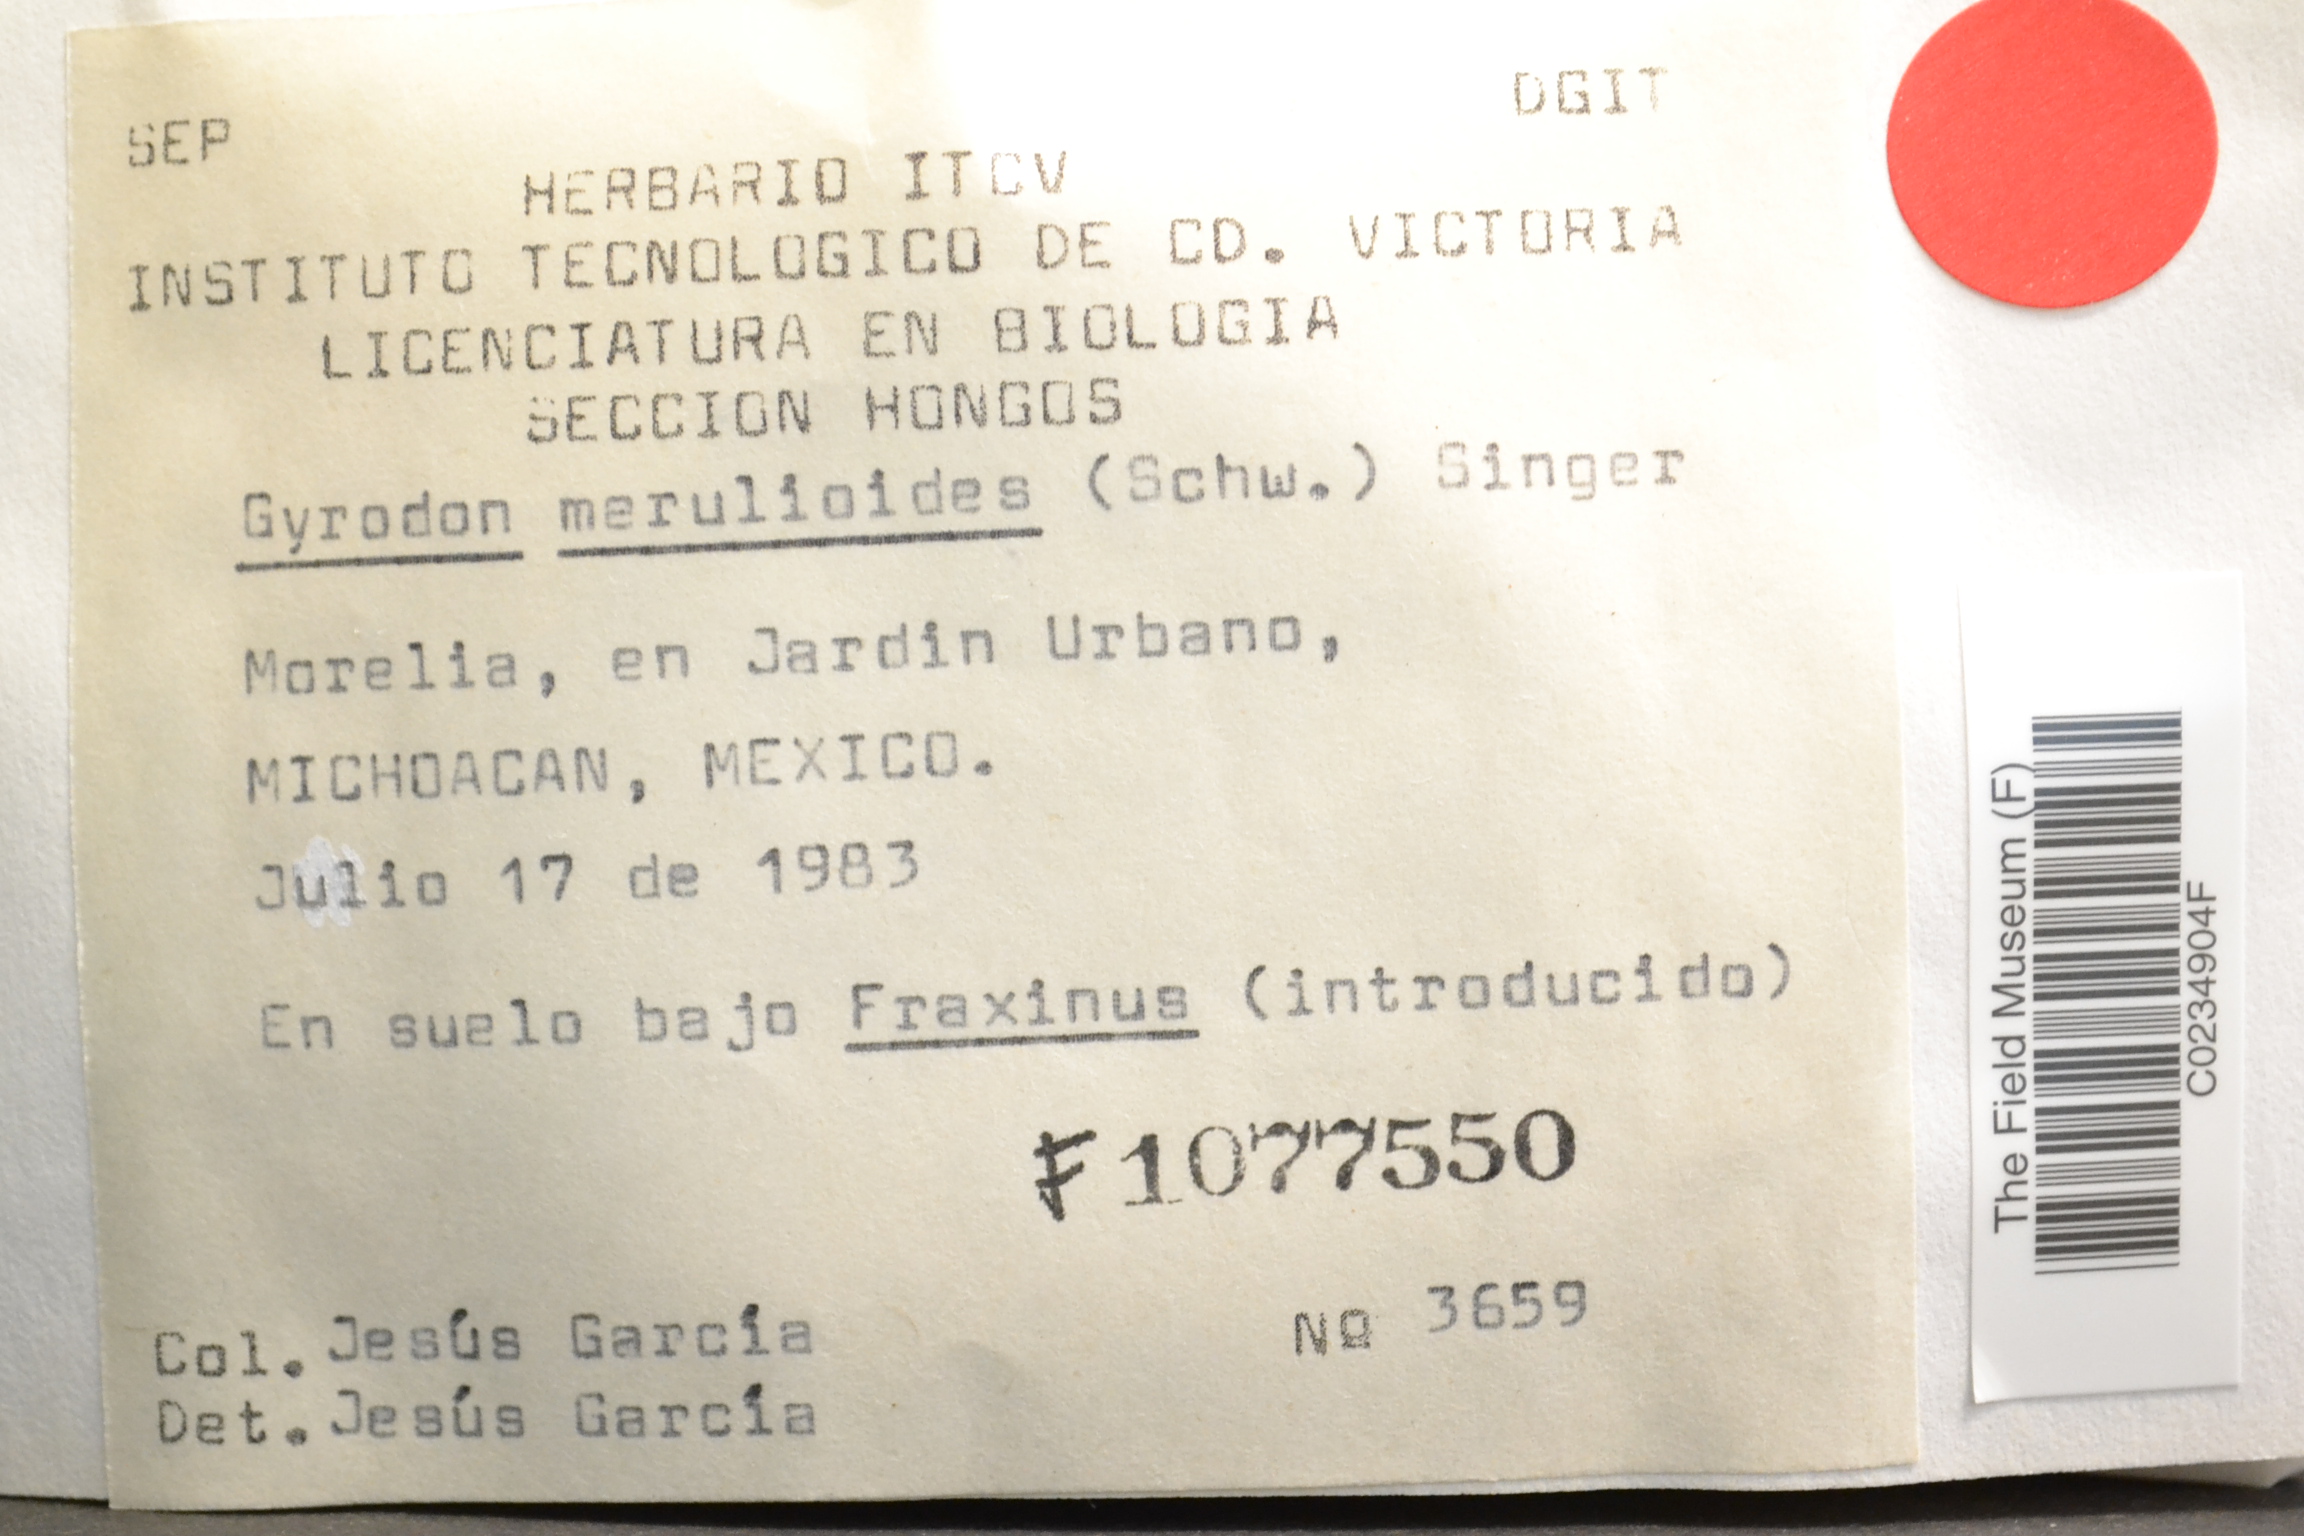 SEP DGIT
HERBARIO ITCV
INSTITUTO TECNOLOGICO DE CD. VICTORIA
LICENCIATURA EN BIOLOGIA
SECCION HONGOS
Gyrodon merulioides (Schw.) Singer
Morelia, en Jardin Urbano,
MICHOACAN, MEXICO.
Julio 17 de 1983
En suelo bajo Fraxinus (introducido)
F1077550
Col. Jesús García Nº 3659
Det. Jesús García
The Field Museum (F)
C0234904F